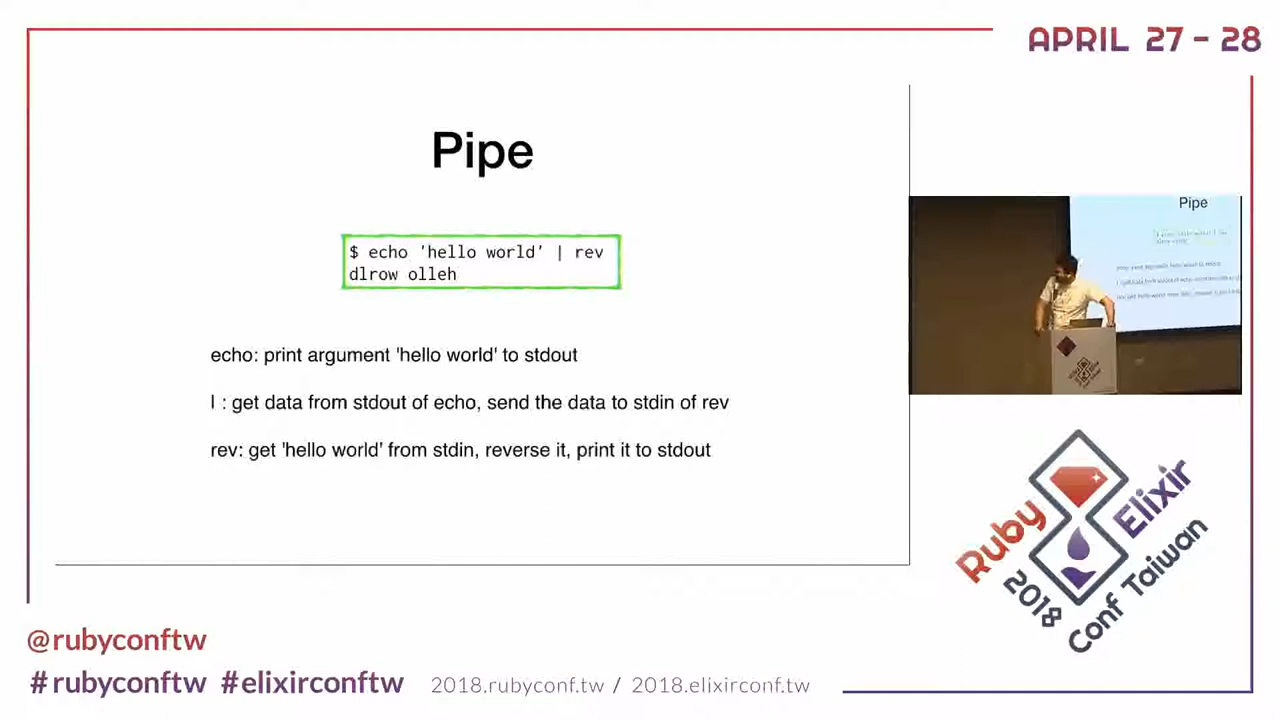 APRIL 27 - 28
Pipe
$ echo 'hello world' | rev
dlrow olleh
echo: print argument 'hello world' to stdout
| : get data from stdout of echo, send the data to stdin of rev
rev: get 'hello world' from stdin, reverse it, print it to stdout
Pipe
Ruby Elixir
2018 Conf Taiwan
@rubyconftw
#rubyconftw #elixirconftw
2018.rubyconf.tw / 2018.elixirconf.tw